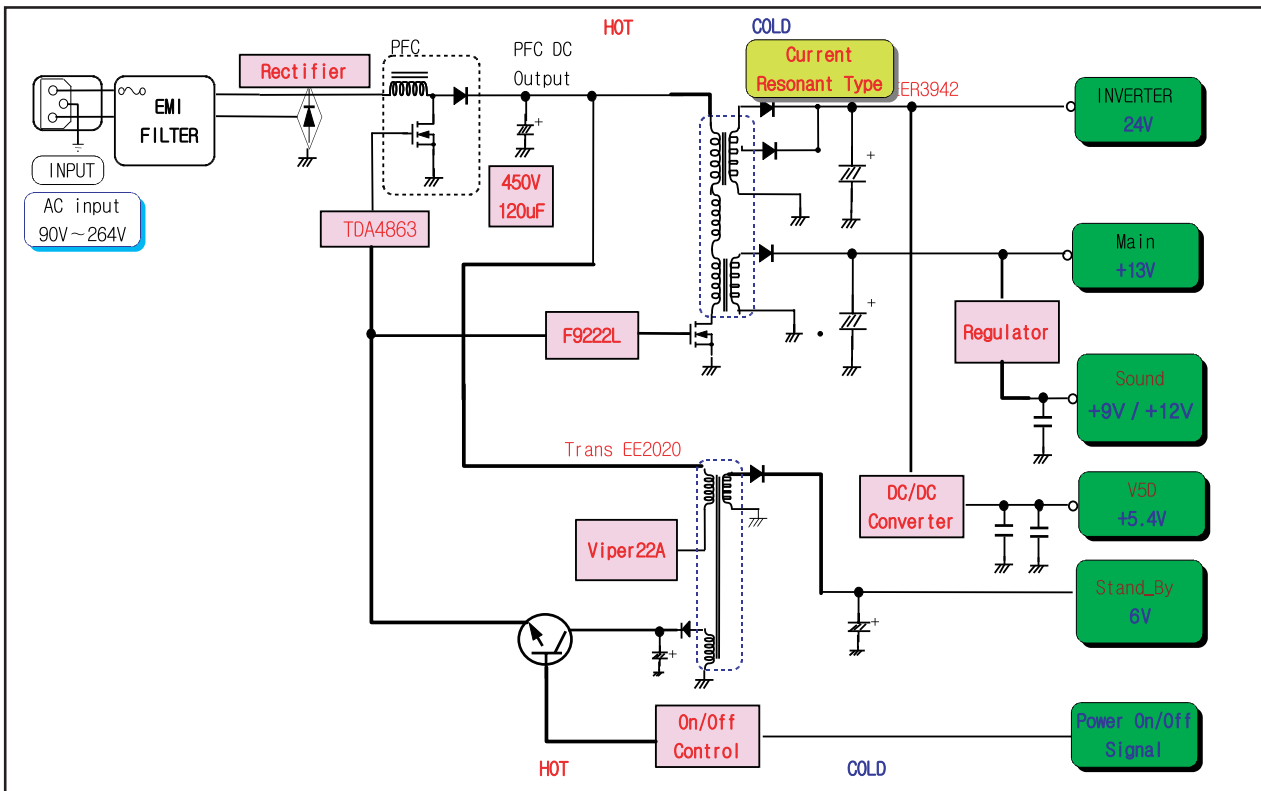 HOT
COLD
PFC
PFC DC
Output
Current
Resonant Type
Rectifier
EER3942
EMI
FILTER
INVERTER
24V
INPUT
AC input
90V~264V
450V
120uF
TDA4863
Main
+13V
F9222L
Regulator
Sound
+9V / +12V
Trans EE2020
DC/DC
Converter
V5D
+5.4V
Viper22A
Stand_By
6V
On/Off
Control
Power On/Off
Signal
HOT
COLD